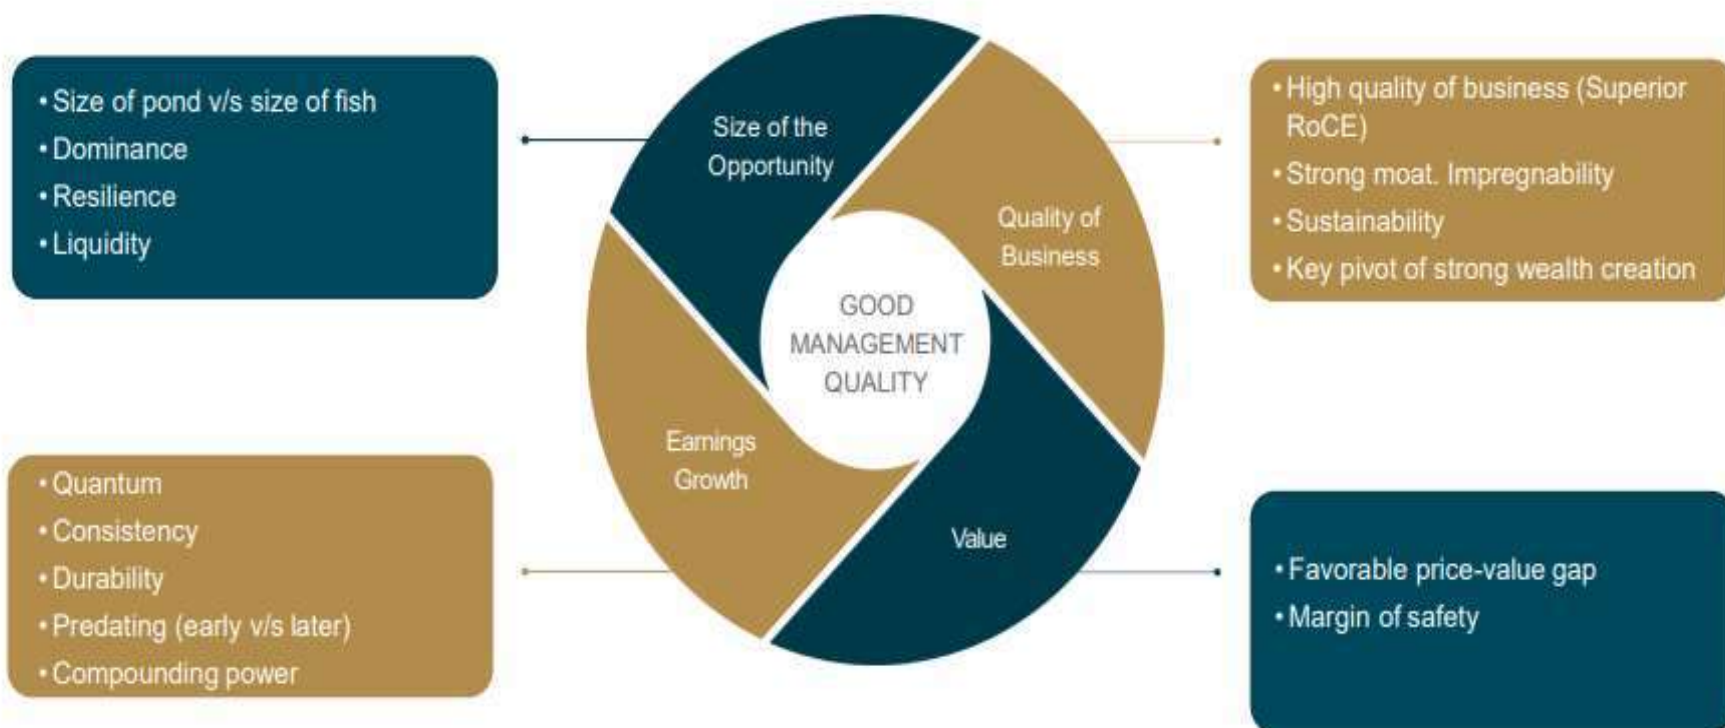 • Size of pond v/s size of fish
• Dominance
• Resilience
• Liquidity
Size of the
Opportunity
Quality of
Business
• High quality of business (Superior
RoCE)
• Strong moat. Impregnability
• Sustainability
• Key pivot of strong wealth creation
GOOD
MANAGEMENT
QUALITY
• Quantum
• Consistency
• Durability
• Predating (early v/s later)
• Compounding power
Earnings
Growth
Value
• Favorable price-value gap
• Margin of safety